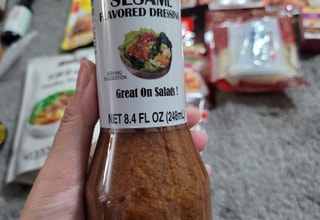 SESAME
FLAVORED DRESSING
SERVING
SUGGESTION
Great On Salads !
NET 8.4 FL OZ (248mL)